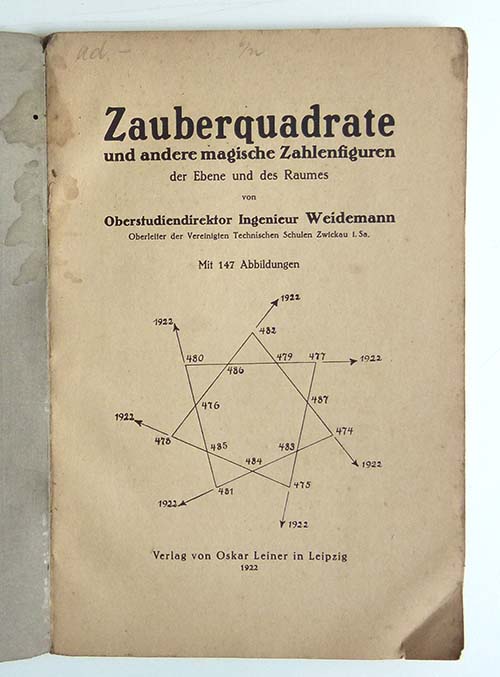 ad.-
Zauberquadrate
und andere magische Zahlenfiguren
der Ebene und des Raumes
von
Oberstudiendirektor Ingenieur Weidemann
Oberleiter der Vereinigten Technischen Schulen Zwickau i. Sa.
Mit 147 Abbildungen
1922
1922
482
480
486
479
477
1922
476
487
1922
478
485
484
483
474
1922
481
475
1922
1922
Verlag von Oskar Leiner in Leipzig
1922